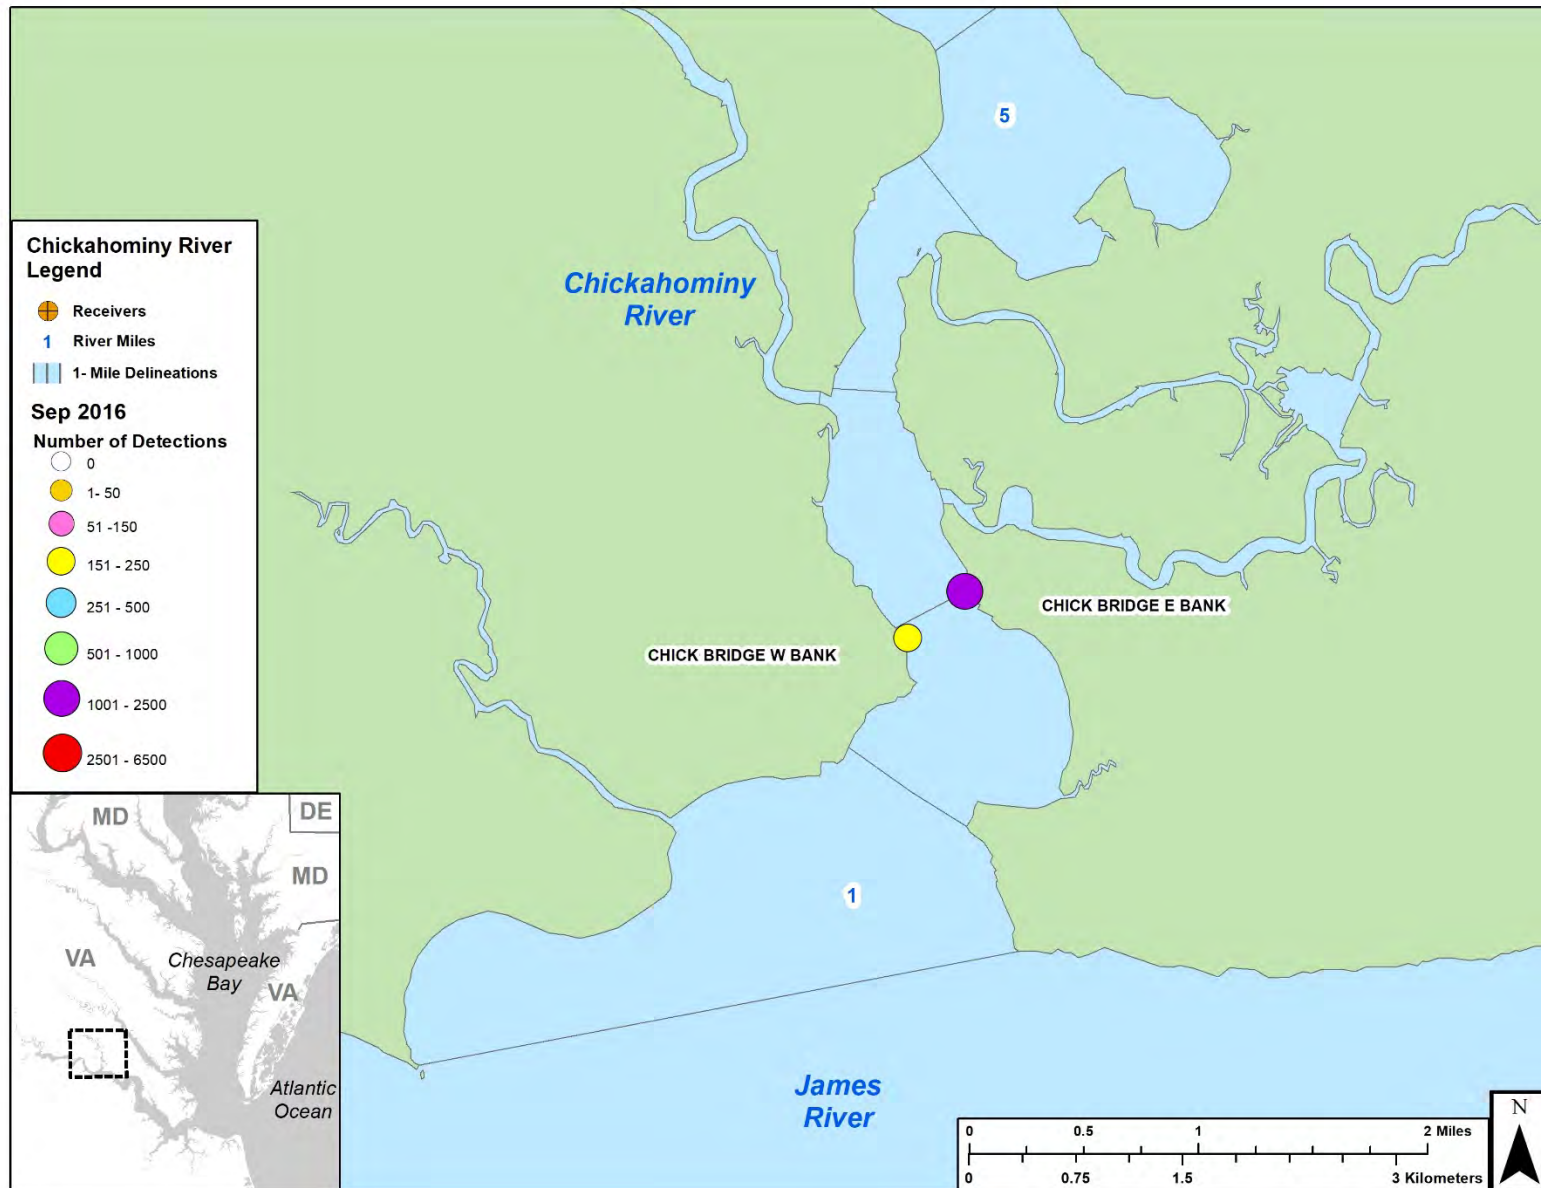 5
Chickahominy
River
Chickahominy River
Legend
Receivers
1 River Miles
1- Mile Delineations
Sep 2016
Number of Detections
0
1- 50
51 -150
151 - 250
251 - 500
501 - 1000
1001 - 2500
2501 - 6500
CHICK BRIDGE E BANK
CHICK BRIDGE W BANK
1
James
River
MD
DE
MD
VA
Chesapeake
Bay
VA
Atlantic
Ocean
0 0.5 1 2 Miles
0 0.75 1.5 3 Kilometers
N